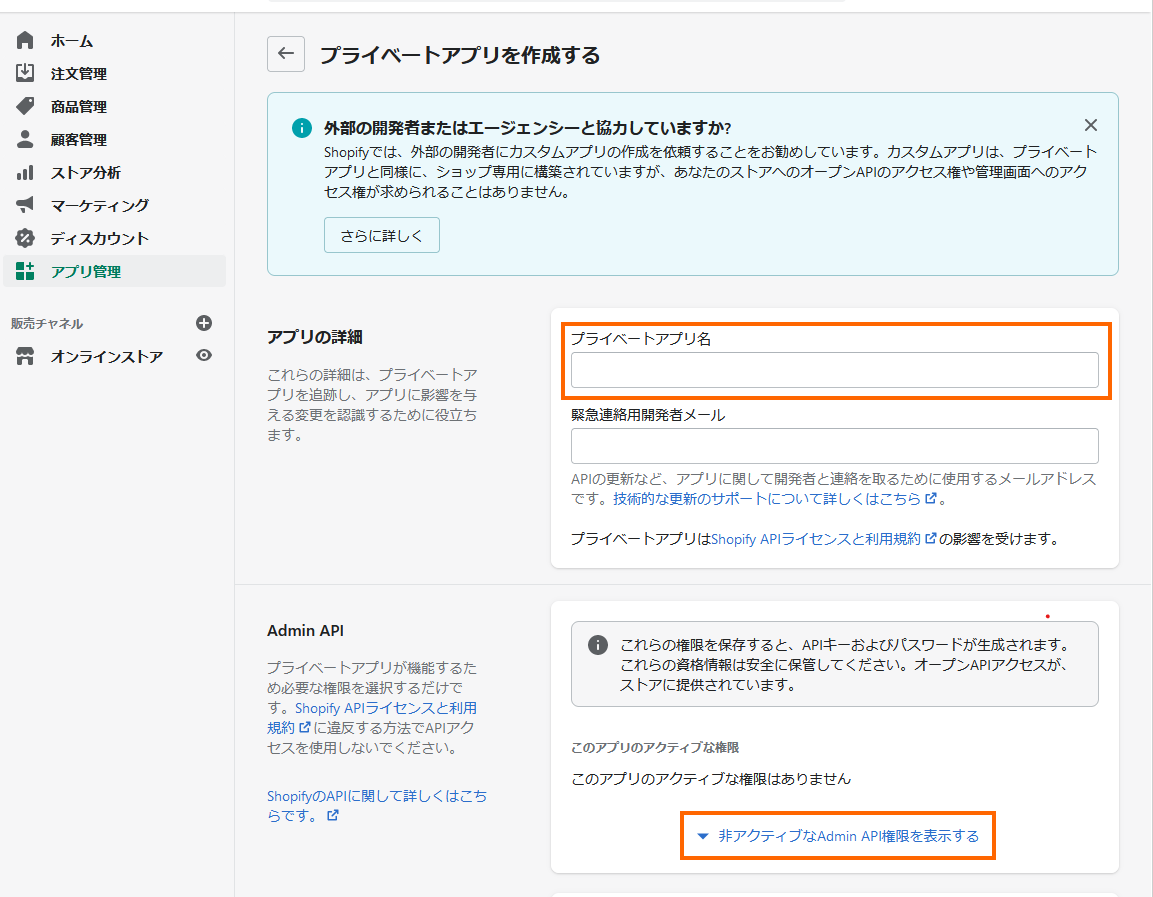 ホーム
注文管理
商品管理
顧客管理
ストア分析
マーケティング
ディスカウント
アプリ管理
販売チャネル
オンラインストア
プライベートアプリを作成する
外部の開発者またはエージェンシーと協力していますか?
Shopifyでは、外部の開発者にカスタムアプリの作成を依頼することをお勧めしています。カスタムアプリは、プライベート
アプリと同様に、ショップ専用に構築されていますが、あなたのストアへのオープンAPIのアクセス権や管理画面へのアク
セス権が求められることはありません。
さらに詳しく
アプリの詳細
これらの詳細は、プライベートア
プリを追跡し、アプリに影響を与
える変更を認識するために役立ち
ます。
プライベートアプリ名
緊急連絡用開発者メール
APIの更新など、アプリに関して開発者と連絡を取るために使用するメールアドレス
です。技術的な更新のサポートについて詳しくはこちら。
プライベートアプリはShopify APIライセンスと利用規約の影響を受けます。
Admin API
プライベートアプリが機能するた
め必要な権限を選択するだけで
す。Shopify APIライセンスと利用
規約に違反する方法でAPIアク
セスを使用しないでください。
ShopifyのAPIに関して詳しくはこち
らです。
これらの権限を保存すると、APIキーおよびパスワードが生成されます。
これらの資格情報は安全に保管してください。オープンAPIアクセスが、
ストアに提供されています。
このアプリのアクティブな権限
このアプリのアクティブな権限はありません
非アクティブなAdmin API権限を表示する